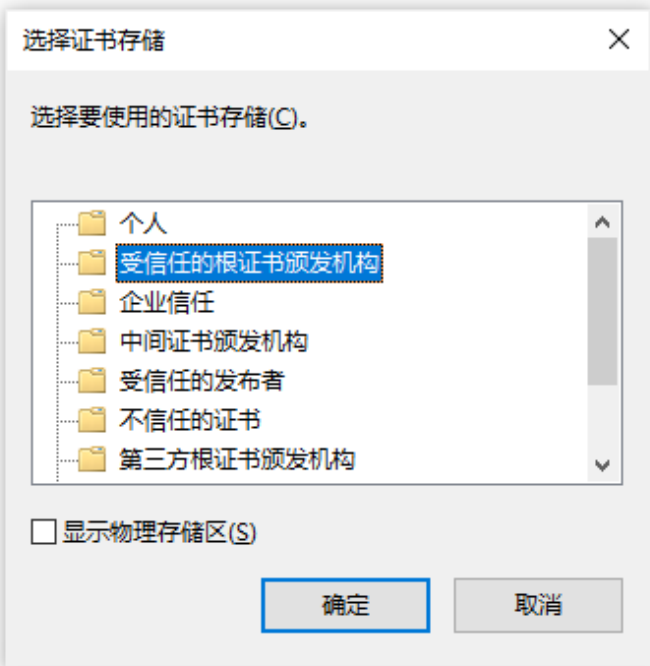 选择证书存储
选择要使用的证书存储(C)。
个人
受信任的根证书颁发机构
企业信任
中间证书颁发机构
受信任的发布者
不信任的证书
第三方根证书颁发机构
显示物理存储区(S)
确定 取消